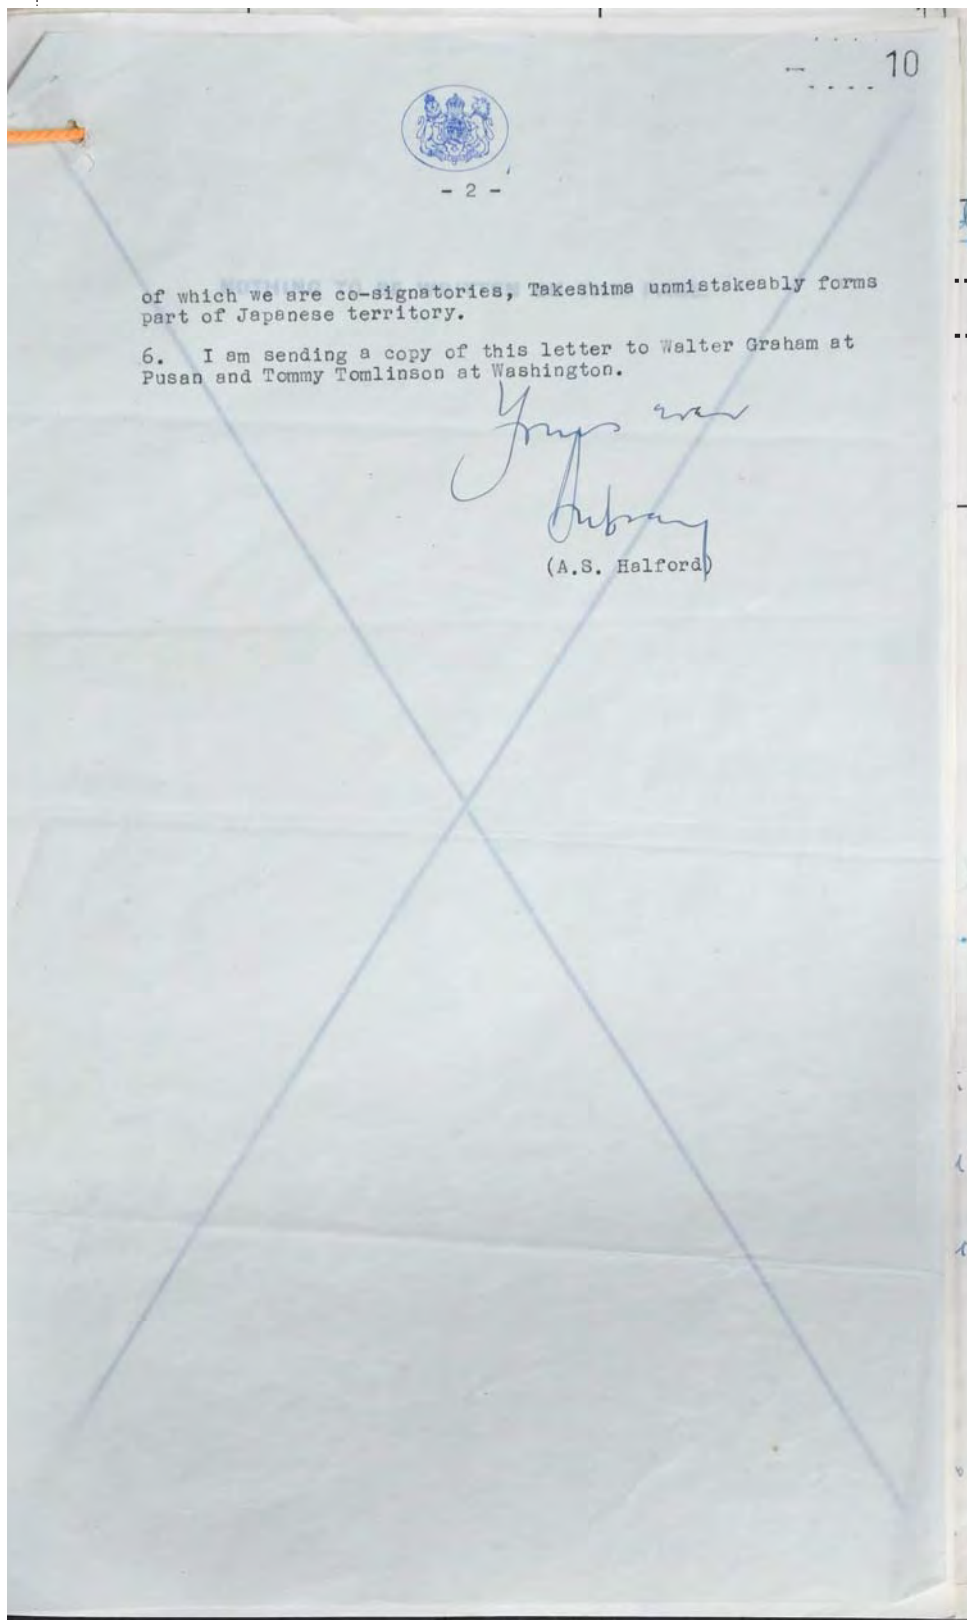 10
- 2 -
of which we are co-signatories, Takeshima unmistakeably forms
part of Japanese territory.
6. I am sending a copy of this letter to Walter Graham at
Pusan and Tommy Tomlinson at Washington.
Yours ever
Aubrey
(A.S. Halford)